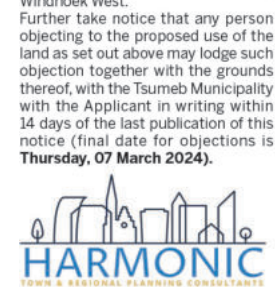 Windhoek West.
Further take notice that any person
objecting to the proposed use of the
land as set out above may lodge such
objection together with the grounds
thereof, with the Tsumeb Municipality
with the Applicant in writing within
14 days of the last publication of this
notice (final date for objections is
Thursday, 07 March 2024).
HARMONIC
TOWN & REGIONAL PLANNING CONSULTANTS